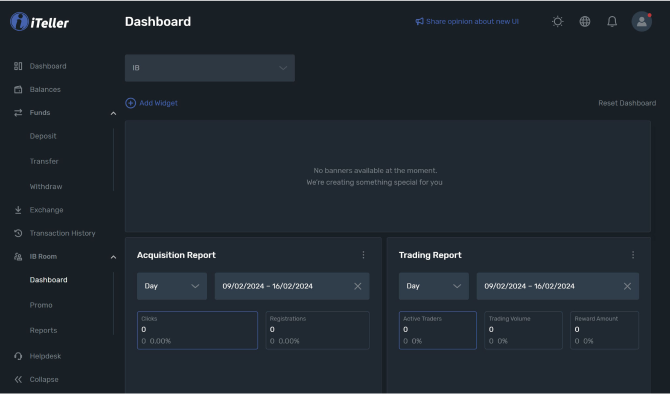 iTeller
Dashboard
Share opinion about new UI
Dashboard
Balances
Funds
Deposit
Transfer
Withdraw
Exchange
Transaction History
IB Room
Dashboard
Promo
Reports
Helpdesk
Collapse
IB
Add Widget
Reset Dashboard
No banners available at the moment.
We're creating something special for you
Acquisition Report
Day
09/02/2024 – 16/02/2024
Clicks
0
0 0.00%
Registrations
0
0 0.00%
Trading Report
Day
09/02/2024 – 16/02/2024
Active Traders
0
0 0%
Trading Volume
0
0 0%
Reward Amount
0
0 0%